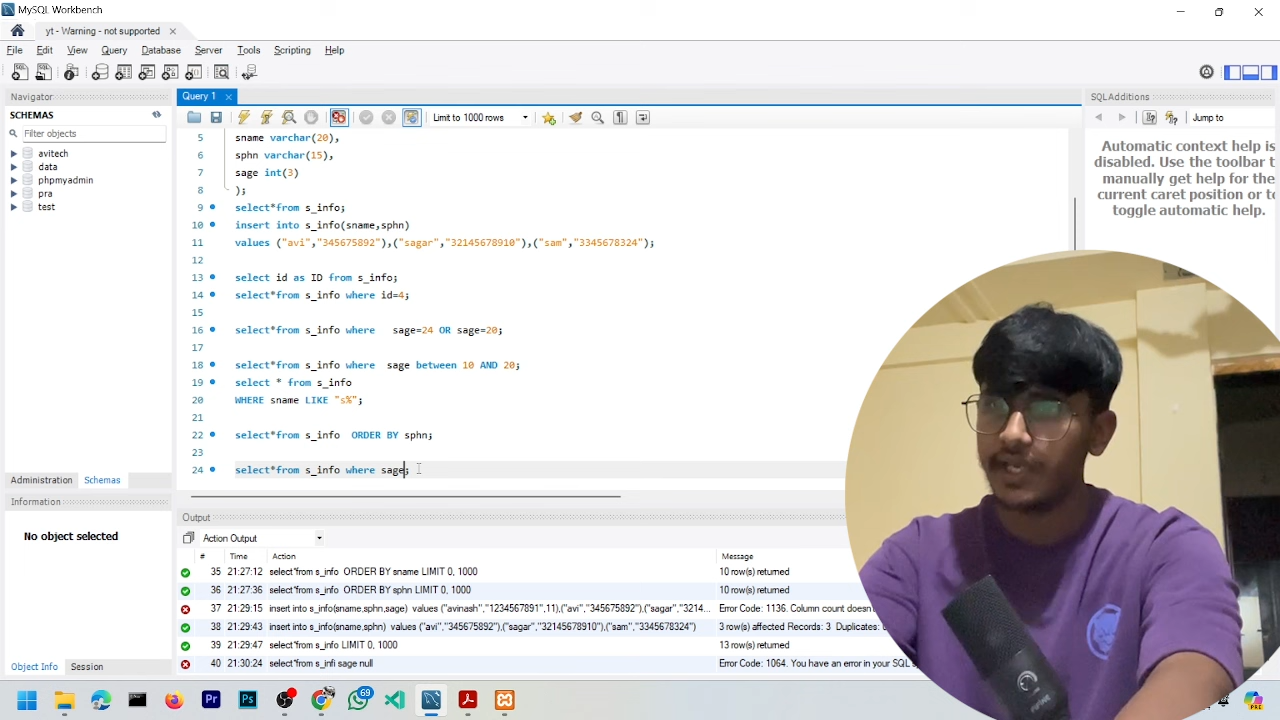 MySQL Workbench
yt - Warning - not supported
File Edit View Query Database Server Tools Scripting Help
Navigator
SCHEMAS
Filter objects
avitech
data
phpmyadmin
pra
test
Administration Schemas
Information
No object selected
Object Info Session
Query 1
Limit to 1000 rows
5 sname varchar(20),
6 sphn varchar(15),
7 sage int(3)
8 );
9 select*from s_info;
10 insert into s_info(sname,sphn)
11 values ("avi","345675892"),("sagar","32145678910"),("sam","3345678324");
12
13 select id as ID from s_info;
14 select*from s_info where id=4;
15
16 select*from s_info where sage=24 OR sage=20;
17
18 select*from s_info where sage between 10 AND 20;
19 select * from s_info
20 WHERE sname LIKE "s%";
21
22 select*from s_info ORDER BY sphn;
23
24 select*from s_info where sage;
Output
Action Output
# Time Action Message
35 21:27:12 select*from s_info ORDER BY sname LIMIT 0, 1000 10 row(s) returned
36 21:27:36 select*from s_info ORDER BY sphn LIMIT 0, 1000 10 row(s) returned
37 21:29:15 insert into s_info(sname,sphn,sage) values ("avinash","1234567891",11),("avi","345675892"),("sagar","3214... Error Code: 1136. Column count doesn
38 21:29:43 insert into s_info(sname,sphn) values ("avi","345675892"),("sagar","32145678910"),("sam","3345678324") 3 row(s) affected Records: 3 Duplicates:
39 21:29:47 select*from s_info LIMIT 0, 1000 13 row(s) returned
40 21:30:24 select*from s_infi sage null Error Code: 1064. You have an error in your SQL
SQLAdditions
Jump to
Automatic context help is
disabled. Use the toolbar t
manually get help for the
current caret position or to
toggle automatic help.
69